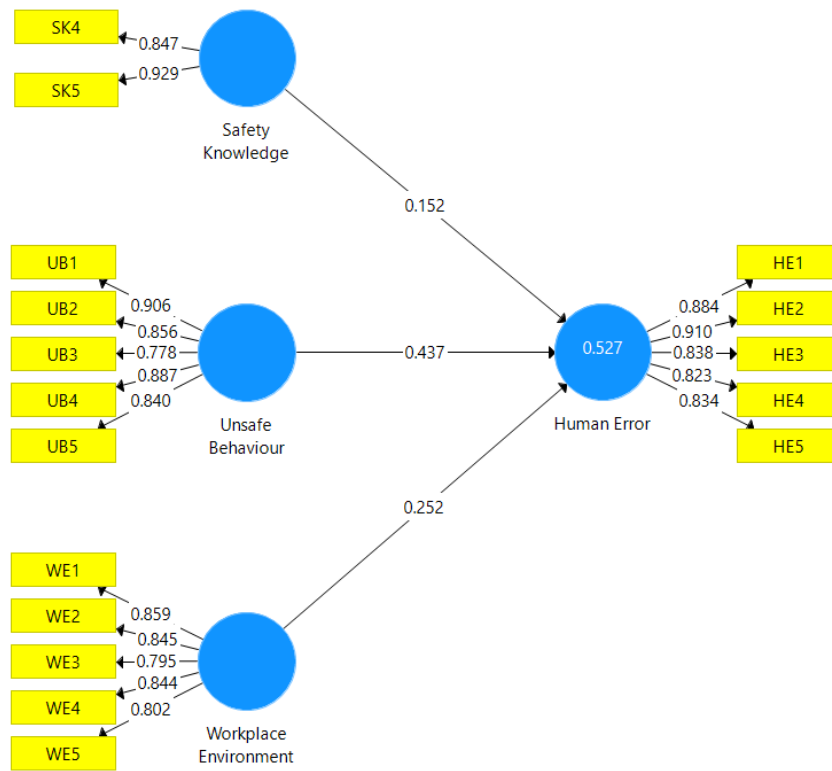 SK4
0.847
0.929
SK5
Safety
Knowledge
0.152
UB1
0.906
UB2
0.856
UB3
0.778
0.887
UB4
0.840
UB5
Unsafe
Behaviour
0.437
0.527
Human Error
HE1
0.884
HE2
0.910
0.838
HE3
0.823
HE4
0.834
HE5
0.252
WE1
0.859
WE2
0.845
WE3
0.795
0.844
WE4
0.802
WE5
Workplace
Environment